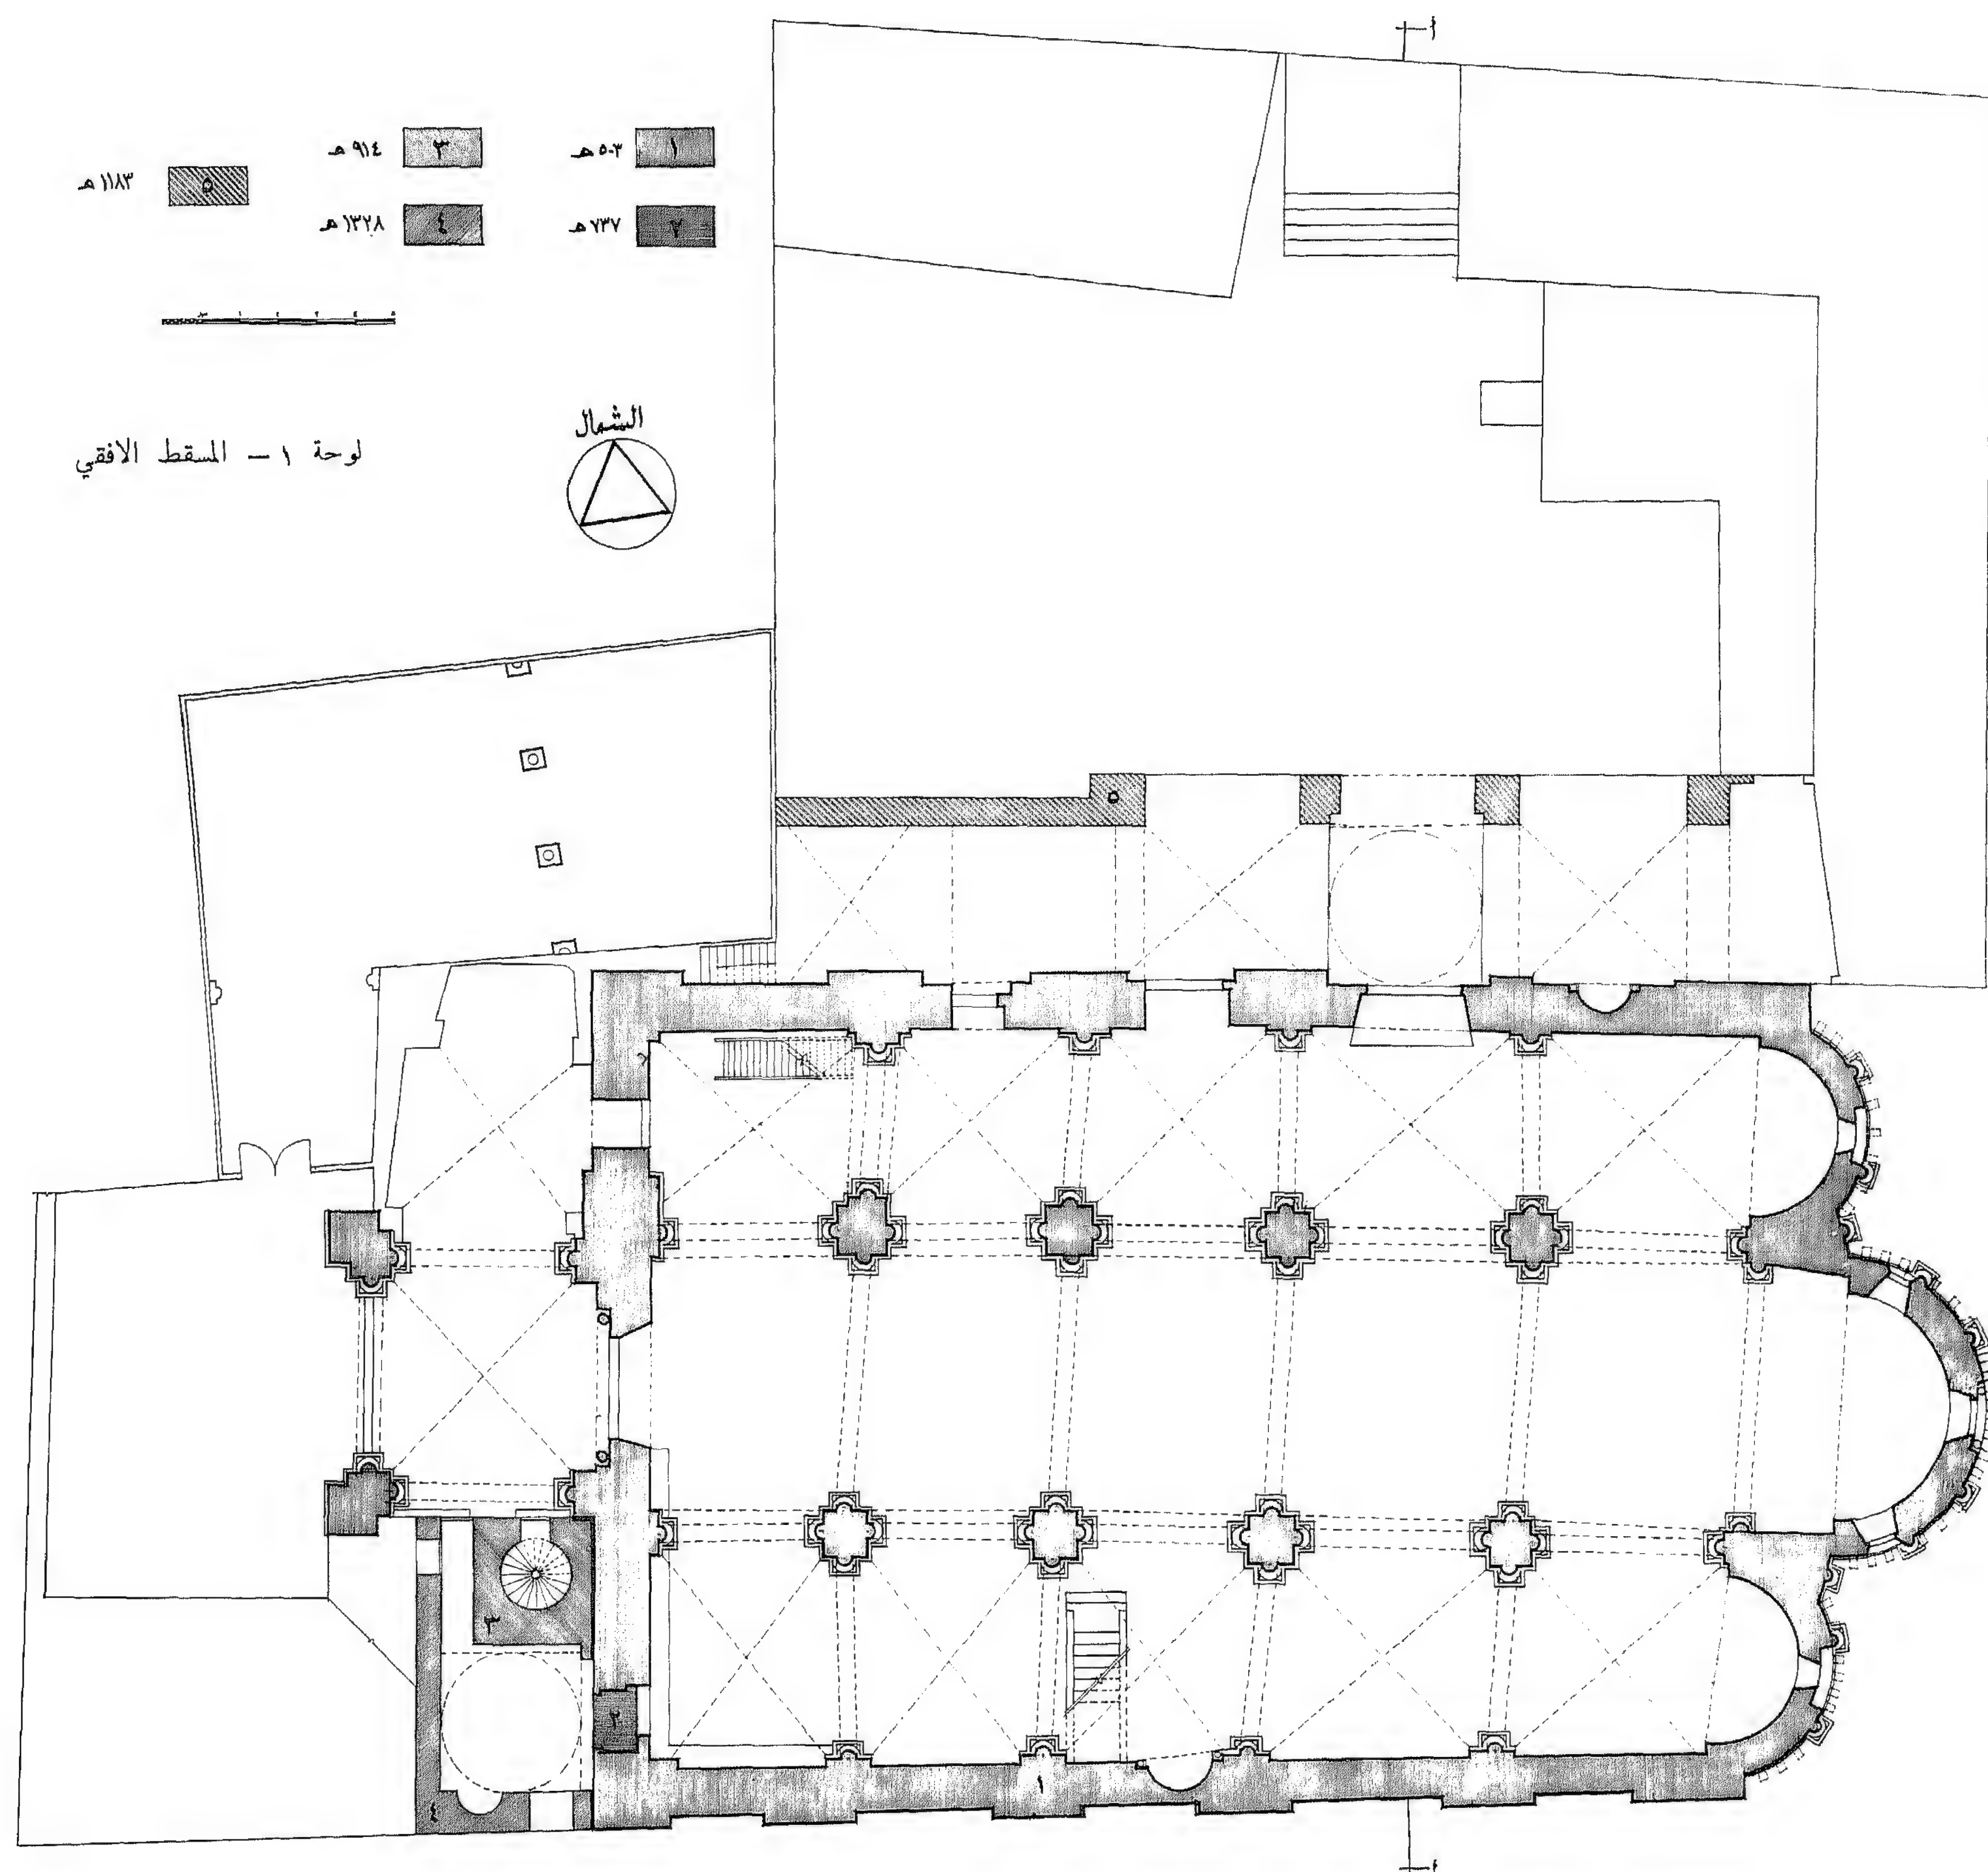 ١ ٥٠٣ هـ
٢ ٧٣٧ هـ
٣ ٩١٤ هـ
٤ ١٣٢٨ هـ
٥ ١١٨٣ هـ
لوحة ١ — المسقط الافقي
الشمال
أ
٥
٣
٢
١
٤
أ